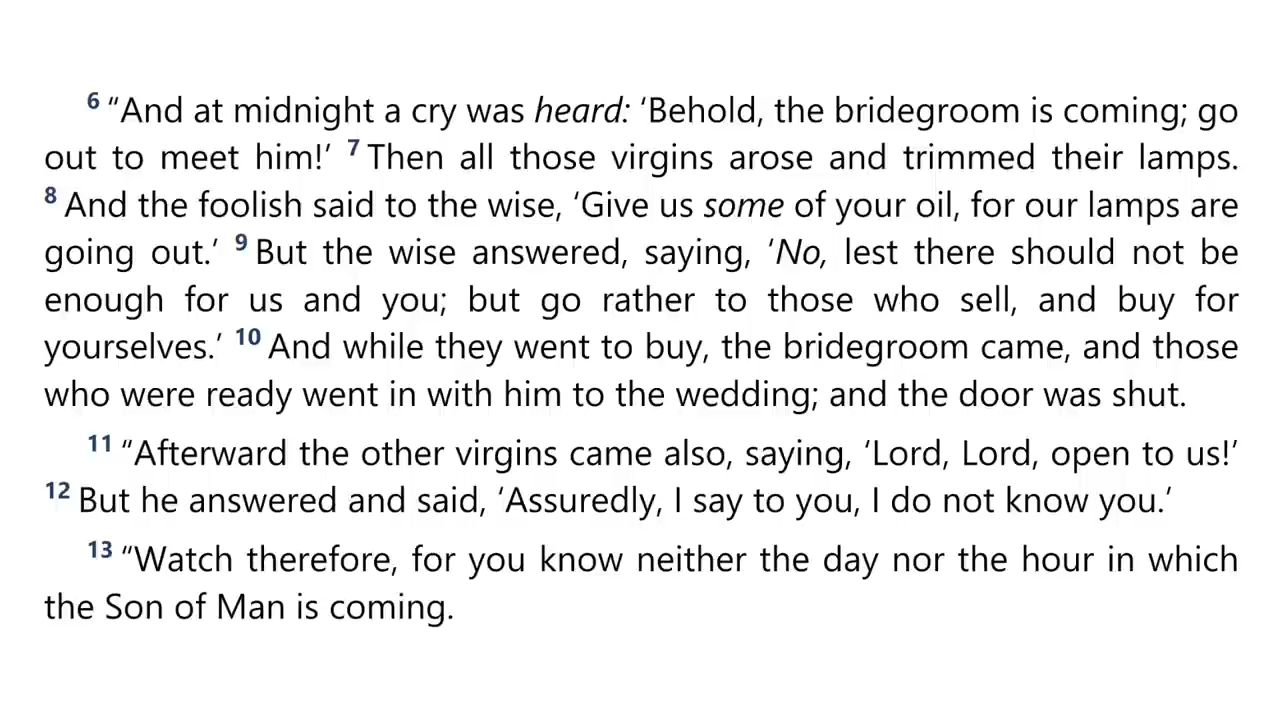 6 “And at midnight a cry was heard: ‘Behold, the bridegroom is coming; go
out to meet him!’ 7 Then all those virgins arose and trimmed their lamps.
8 And the foolish said to the wise, ‘Give us some of your oil, for our lamps are
going out.’ 9 But the wise answered, saying, ‘No, lest there should not be
enough for us and you; but go rather to those who sell, and buy for
yourselves.’ 10 And while they went to buy, the bridegroom came, and those
who were ready went in with him to the wedding; and the door was shut.
11 “Afterward the other virgins came also, saying, ‘Lord, Lord, open to us!’
12 But he answered and said, ‘Assuredly, I say to you, I do not know you.’
13 “Watch therefore, for you know neither the day nor the hour in which
the Son of Man is coming.